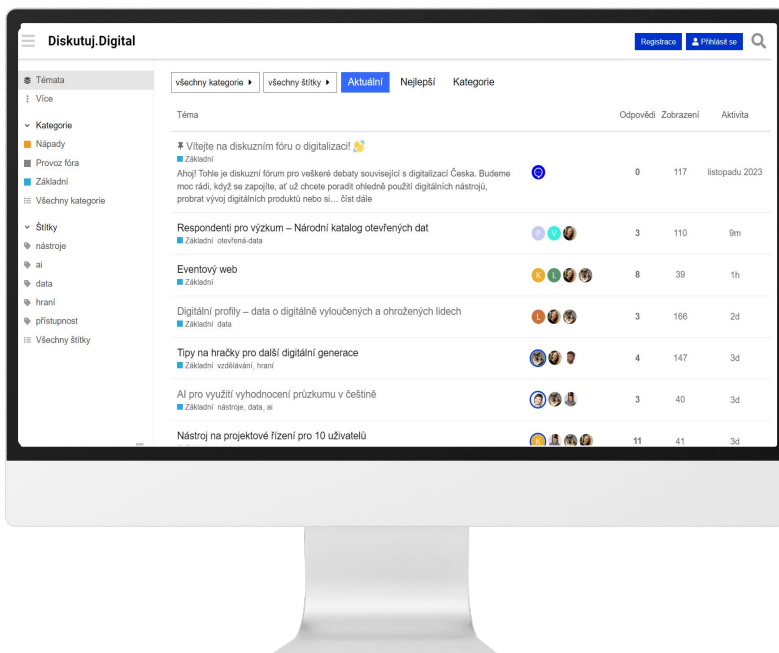 Diskutuj.Digital
Registrace
Přihlásit se
Témata
Více
Kategorie
Nápady
Provoz fóra
Základní
Všechny kategorie
Štítky
nástroje
ai
data
hraní
přístupnost
Všechny štítky
všechny kategorie
všechny štítky
Aktuální
Nejlepší
Kategorie
Téma
Odpovědí
Zobrazení
Aktivita
Vítejte na diskuzním fóru o digitalizaci!
Základní
Ahoj! Tohle je diskuzní fórum pro veškeré debaty související s digitalizací Česka. Budeme
moc rádi, když se zapojíte, ať už chcete poradit ohledně použití digitálních nástrojů,
probrat vývoj digitálních produktů nebo si… číst dále
0
117
listopadu 2023
Respondenti pro výzkum – Národní katalog otevřených dat
Základní otevřená-data
P V
3
110
9m
Eventový web
Základní
K L
8
39
1h
Digitální profily – data o digitálně vyloučených a ohrožených lidech
Základní data
L
3
166
2d
Tipy na hračky pro další digitální generace
Základní vzdělávání, hraní
4
147
3d
AI pro využití vyhodnocení průzkumu v češtině
Základní nástroje, data, ai
3
40
3d
Nástroj na projektové řízení pro 10 uživatelů
K
11
41
3d